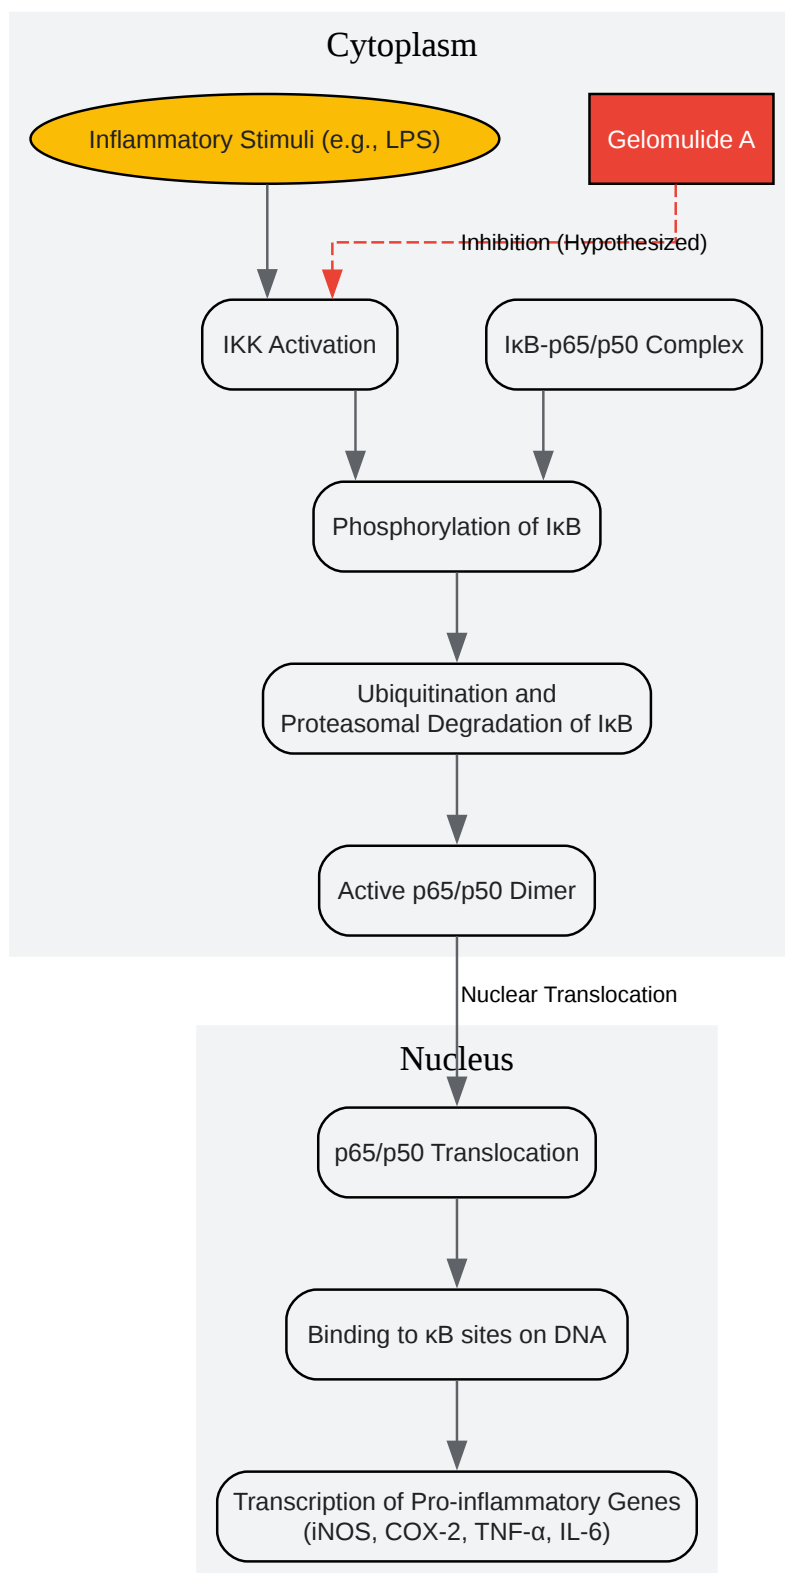 Cytoplasm
Inflammatory Stimuli (e.g., LPS)
Gelomulide A
Inhibition (Hypothesized)
IKK Activation
IκB-p65/p50 Complex
Phosphorylation of IκB
Ubiquitination and
Proteasomal Degradation of IκB
Active p65/p50 Dimer
Nuclear Translocation
Nucleus
p65/p50 Translocation
Binding to κB sites on DNA
Transcription of Pro-inflammatory Genes
(iNOS, COX-2, TNF-α, IL-6)